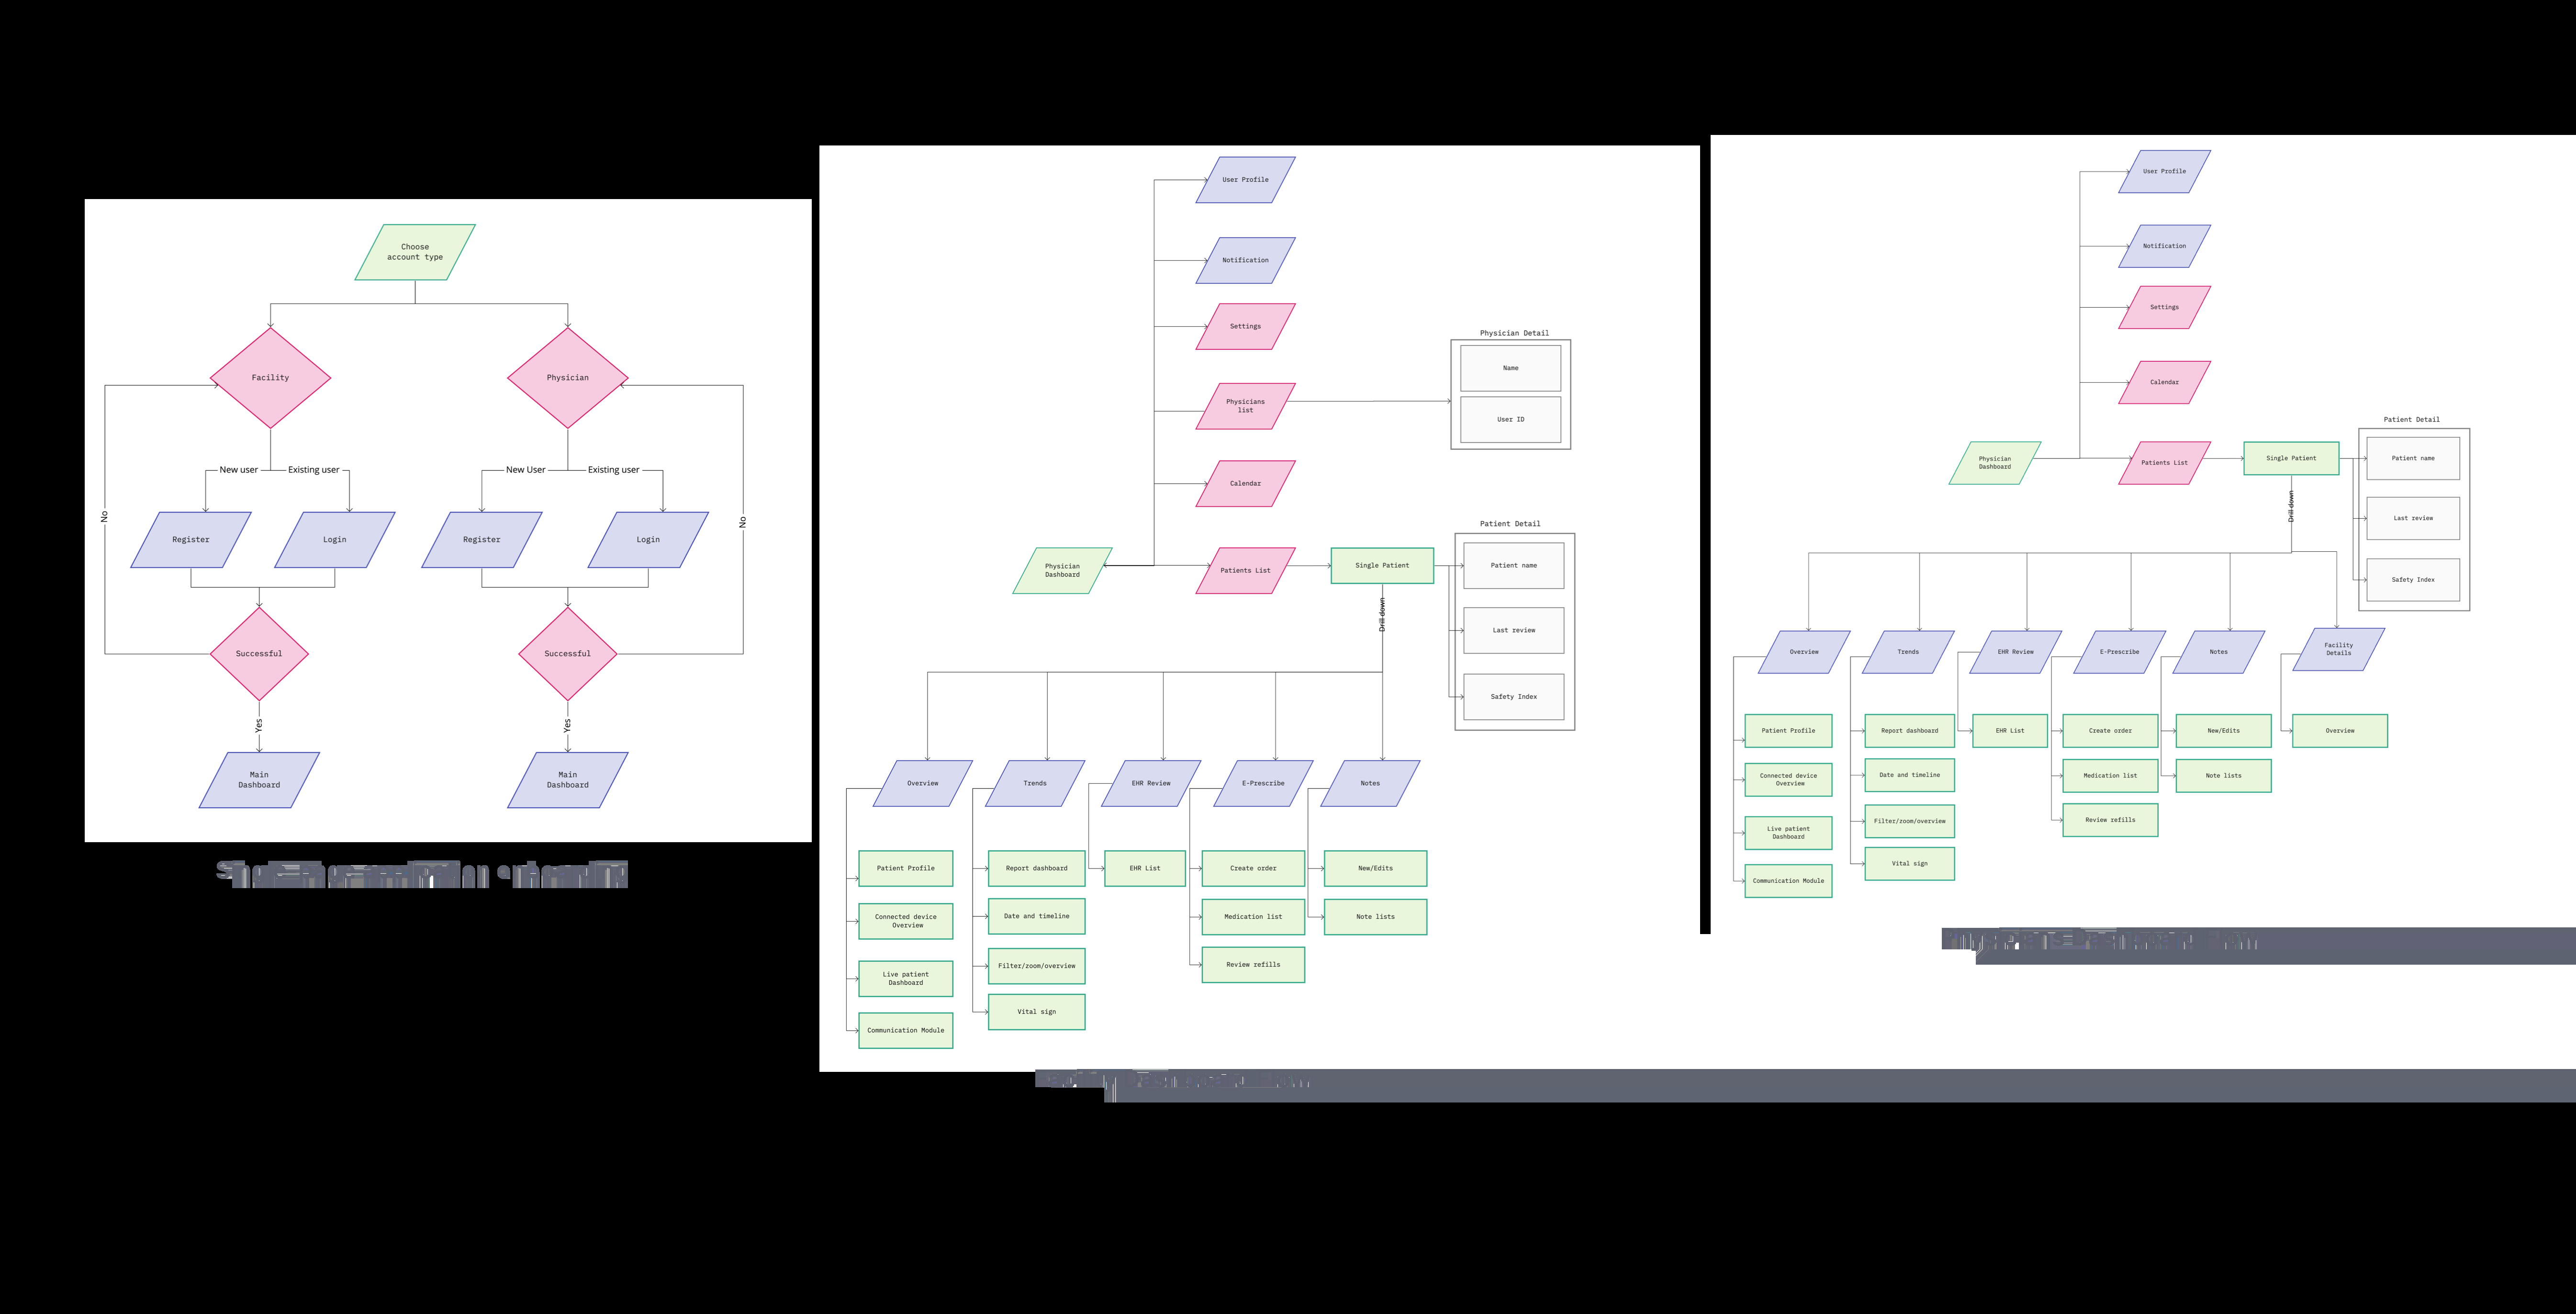 Choose
account type
Facility
Physician
New user
Existing user
New User
Existing user
No
No
Register
Login
Register
Login
Successful
Successful
Yes
Yes
Main
Dashboard
Main
Dashboard
User Profile
Notification
Settings
Physicians
list
Calendar
Physician Detail
Name
User ID
Physician
Dashboard
Patients List
Single Patient
Patient Detail
Patient name
Last review
Safety Index
Drill down
Overview
Trends
EHR Review
E-Prescribe
Notes
Patient Profile
Connected device
Overview
Live patient
Dashboard
Communication Module
Report dashboard
Date and timeline
Filter/zoom/overview
Vital sign
EHR List
Create order
Medication list
Review refills
New/Edits
Note lists
User Profile
Notification
Settings
Calendar
Physician
Dashboard
Patients List
Single Patient
Patient Detail
Patient name
Last review
Safety Index
Drill down
Overview
Trends
EHR Review
E-Prescribe
Notes
Facility
Details
Patient Profile
Connected device
Overview
Live patient
Dashboard
Communication Module
Report dashboard
Date and timeline
Filter/zoom/overview
Vital sign
EHR List
Create order
Medication list
Review refills
New/Edits
Note lists
Overview